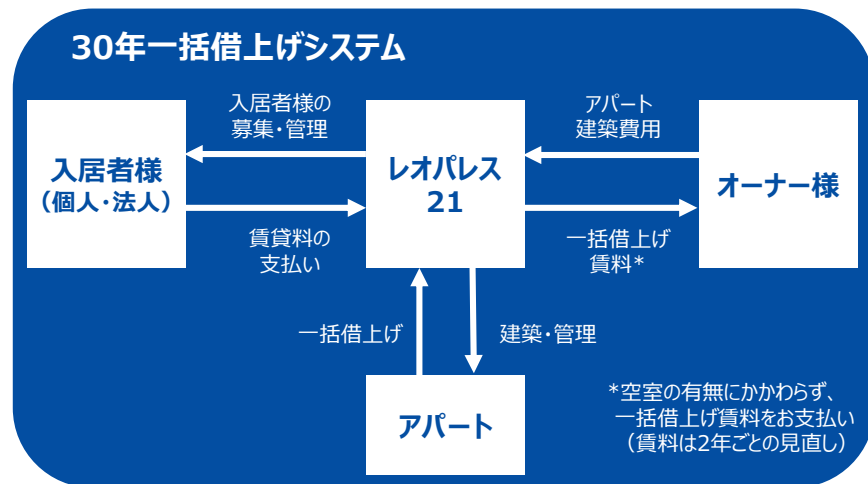 30年一括借上げシステム
入居者様の
募集・管理
アパート
建築費用
入居者様
（個人・法人）
レオパレス
21
オーナー様
賃貸料の
支払い
一括借上げ
賃料*
一括借上げ
建築・管理
アパート
*空室の有無にかかわらず、
一括借上げ賃料をお支払い
（賃料は2年ごとの見直し）